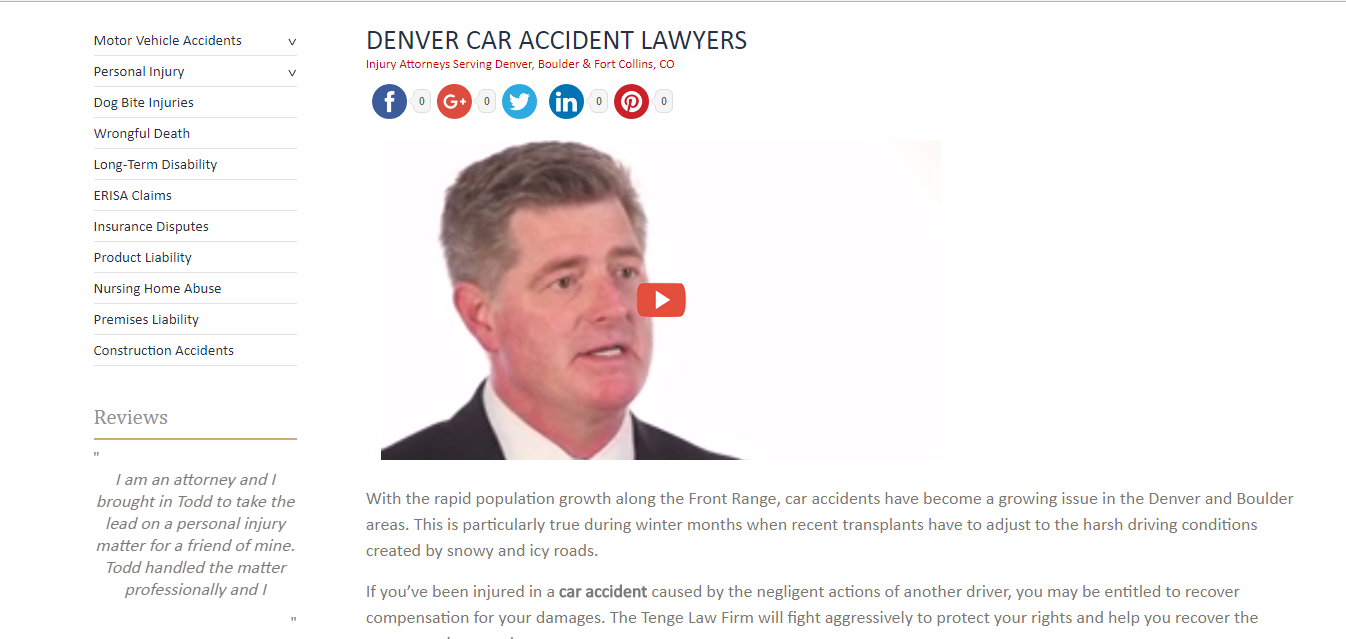 Motor Vehicle Accidents v
Personal Injury v
Dog Bite Injuries
Wrongful Death
Long-Term Disability
ERISA Claims
Insurance Disputes
Product Liability
Nursing Home Abuse
Premises Liability
Construction Accidents
Reviews
"
I am an attorney and I
brought in Todd to take the
lead on a personal injury
matter for a friend of mine.
Todd handled the matter
professionally and I
"
DENVER CAR ACCIDENT LAWYERS
Injury Attorneys Serving Denver, Boulder & Fort Collins, CO
f 0 G+ 0 in 0 0
With the rapid population growth along the Front Range, car accidents have become a growing issue in the Denver and Boulder
areas. This is particularly true during winter months when recent transplants have to adjust to the harsh driving conditions
created by snowy and icy roads.
If you’ve been injured in a car accident caused by the negligent actions of another driver, you may be entitled to recover
compensation for your damages. The Tenge Law Firm will fight aggressively to protect your rights and help you recover the